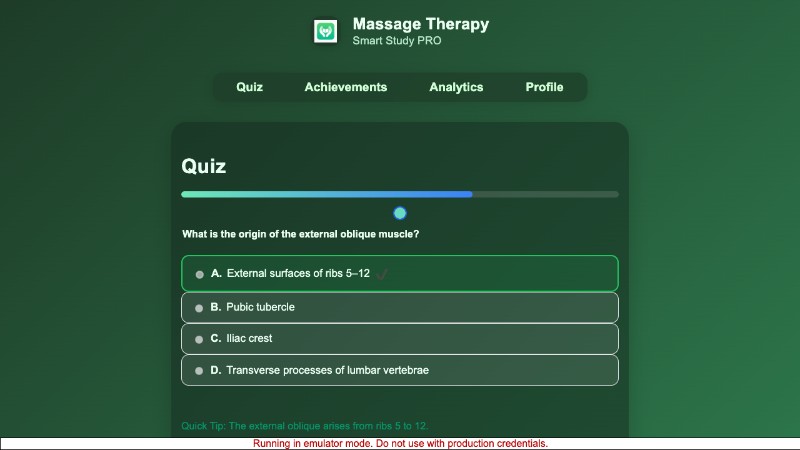 Massage Therapy
Smart Study PRO
Quiz Achievements Analytics Profile
Quiz
What is the origin of the external oblique muscle?
A. External surfaces of ribs 5–12 ✓
B. Pubic tubercle
C. Iliac crest
D. Transverse processes of lumbar vertebrae
Quick Tip: The external oblique arises from ribs 5 to 12.
Running in emulator mode. Do not use with production credentials.